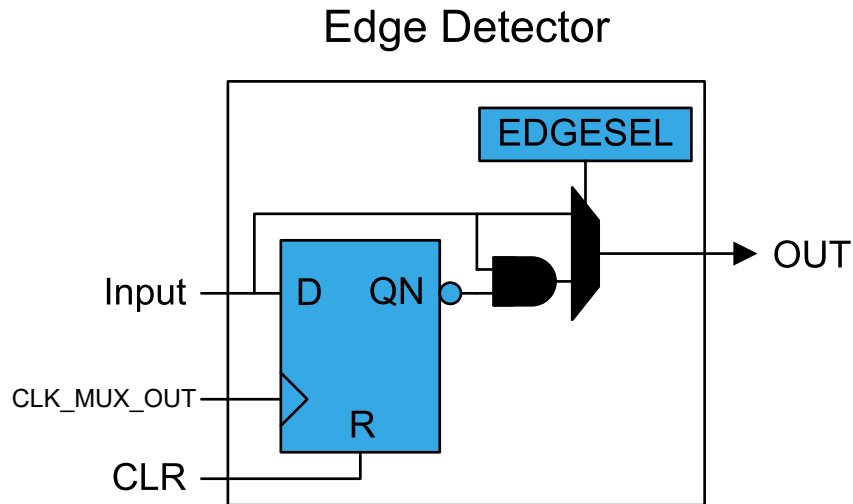 Edge Detector
EDGESEL
OUT
Input
D
QN
CLK_MUX_OUT
R
CLR